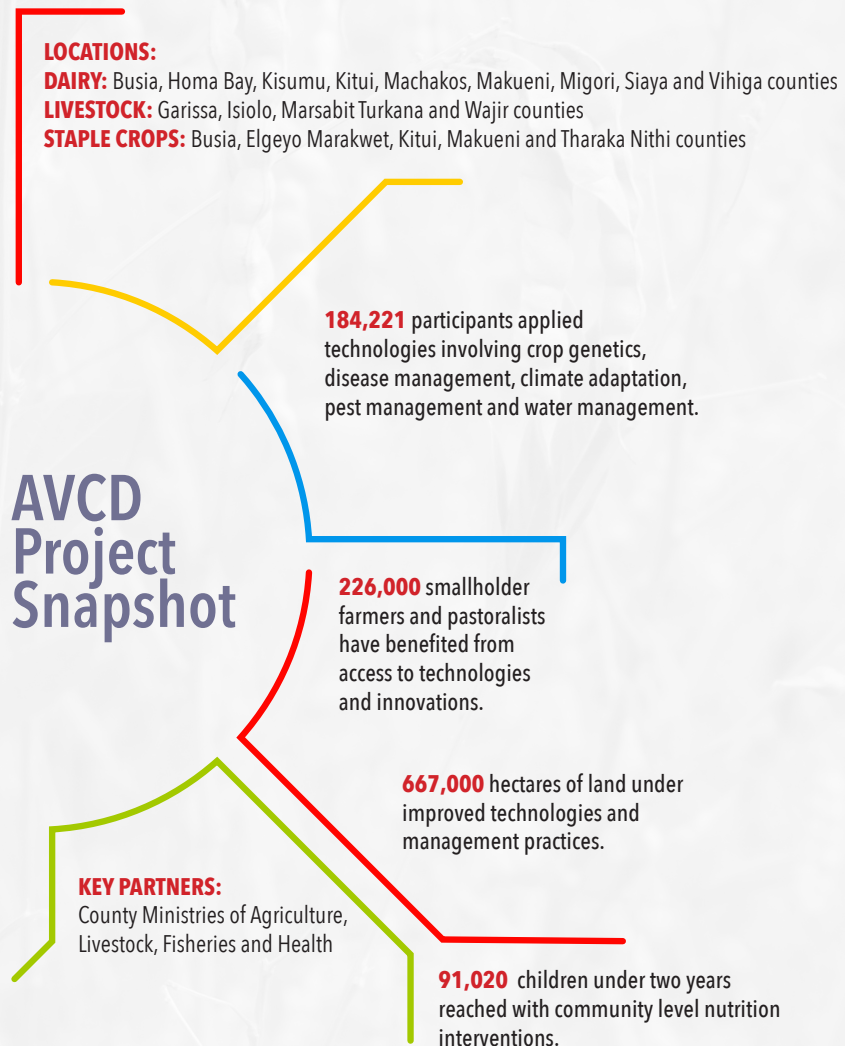 LOCATIONS:
DAIRY: Busia, Homa Bay, Kisumu, Kitui, Machakos, Makueni, Migori, Siaya and Vihiga counties
LIVESTOCK: Garissa, Isiolo, Marsabit Turkana and Wajir counties
STAPLE CROPS: Busia, Elgeyo Marakwet, Kitui, Makueni and Tharaka Nithi counties
184,221 participants applied
technologies involving crop genetics,
disease management, climate adaptation,
pest management and water management.
AVCD
Project
Snapshot
226,000 smallholder
farmers and pastoralists
have benefited from
access to technologies
and innovations.
667,000 hectares of land under
improved technologies and
management practices.
KEY PARTNERS:
County Ministries of Agriculture,
Livestock, Fisheries and Health
91,020 children under two years
reached with community level nutrition
interventions.